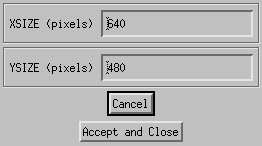 XSIZE (pixels) 640
YSIZE (pixels) 480
Cancel
Accept and Close